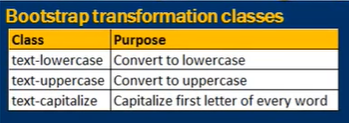 Bootstrap transformation classes
Class Purpose
text-lowercase Convert to lowercase
text-uppercase Convert to uppercase
text-capitalize Capitalize first letter of every word